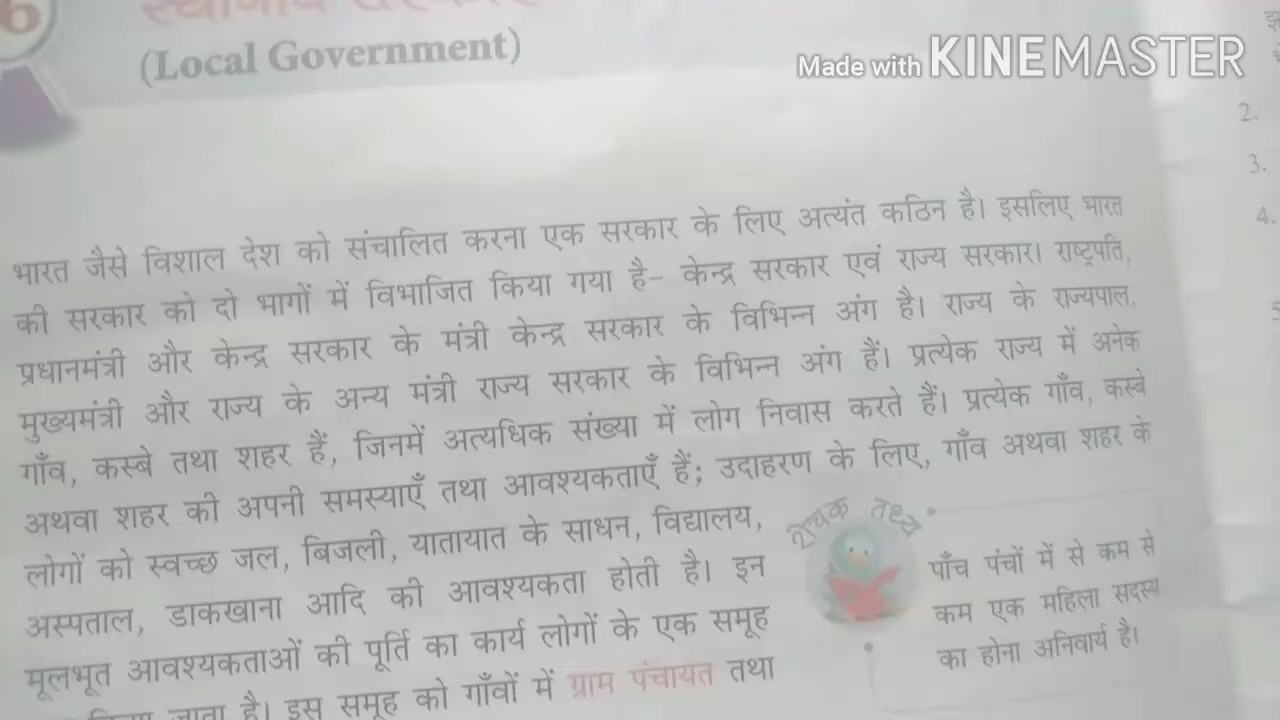 6
(Local Government)
Made with KINEMASTER
भारत जैसे विशाल देश को संचालित करना एक सरकार के लिए अत्यंत कठिन है। इसलिए भारत
की सरकार को दो भागों में विभाजित किया गया है– केन्द्र सरकार एवं राज्य सरकार। राष्ट्रपति,
प्रधानमंत्री और केन्द्र सरकार के मंत्री केन्द्र सरकार के विभिन्न अंग है। राज्य के राज्यपाल,
मुख्यमंत्री और राज्य के अन्य मंत्री राज्य सरकार के विभिन्न अंग हैं। प्रत्येक राज्य में अनेक
गाँव, कस्बे तथा शहर हैं, जिनमें अत्यधिक संख्या में लोग निवास करते हैं। प्रत्येक गाँव, कस्बे
अथवा शहर की अपनी समस्याएँ तथा आवश्यकताएँ हैं; उदाहरण के लिए, गाँव अथवा शहर के
लोगों को स्वच्छ जल, बिजली, यातायात के साधन, विद्यालय,
अस्पताल, डाकखाना आदि की आवश्यकता होती है। इन
मूलभूत आवश्यकताओं की पूर्ति का कार्य लोगों के एक समूह
जाता है। इस समूह को गाँवों में ग्राम पंचायत तथा
तथ्य
पाँच पंचों में से कम से
कम एक महिला सदस्य
का होना अनिवार्य है।
2.
3.
4.